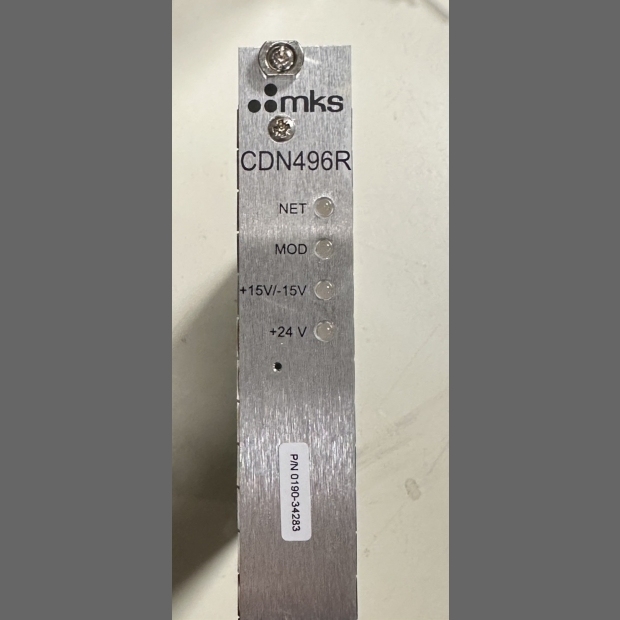 mks
CDN496R
NET
MOD
+15V/-15V
+24 V
P/N 0190-34283